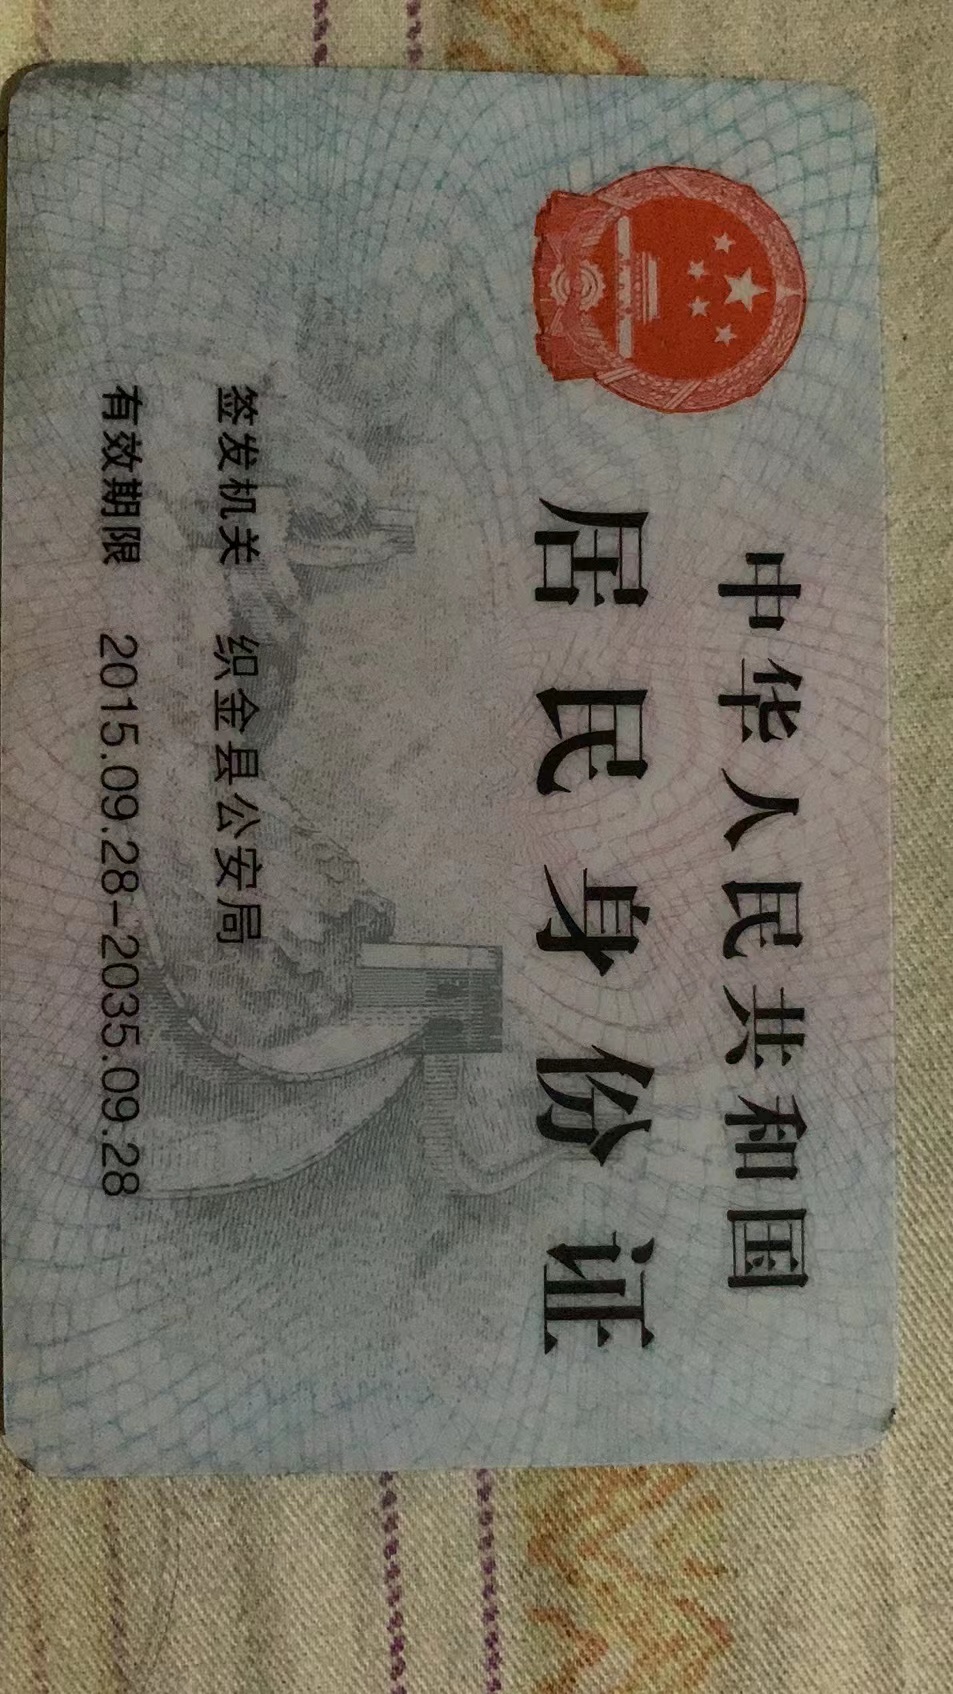 中华人民共和国
居民身份证
签发机关 织金县公安局
有效期限 2015.09.28-2035.09.28